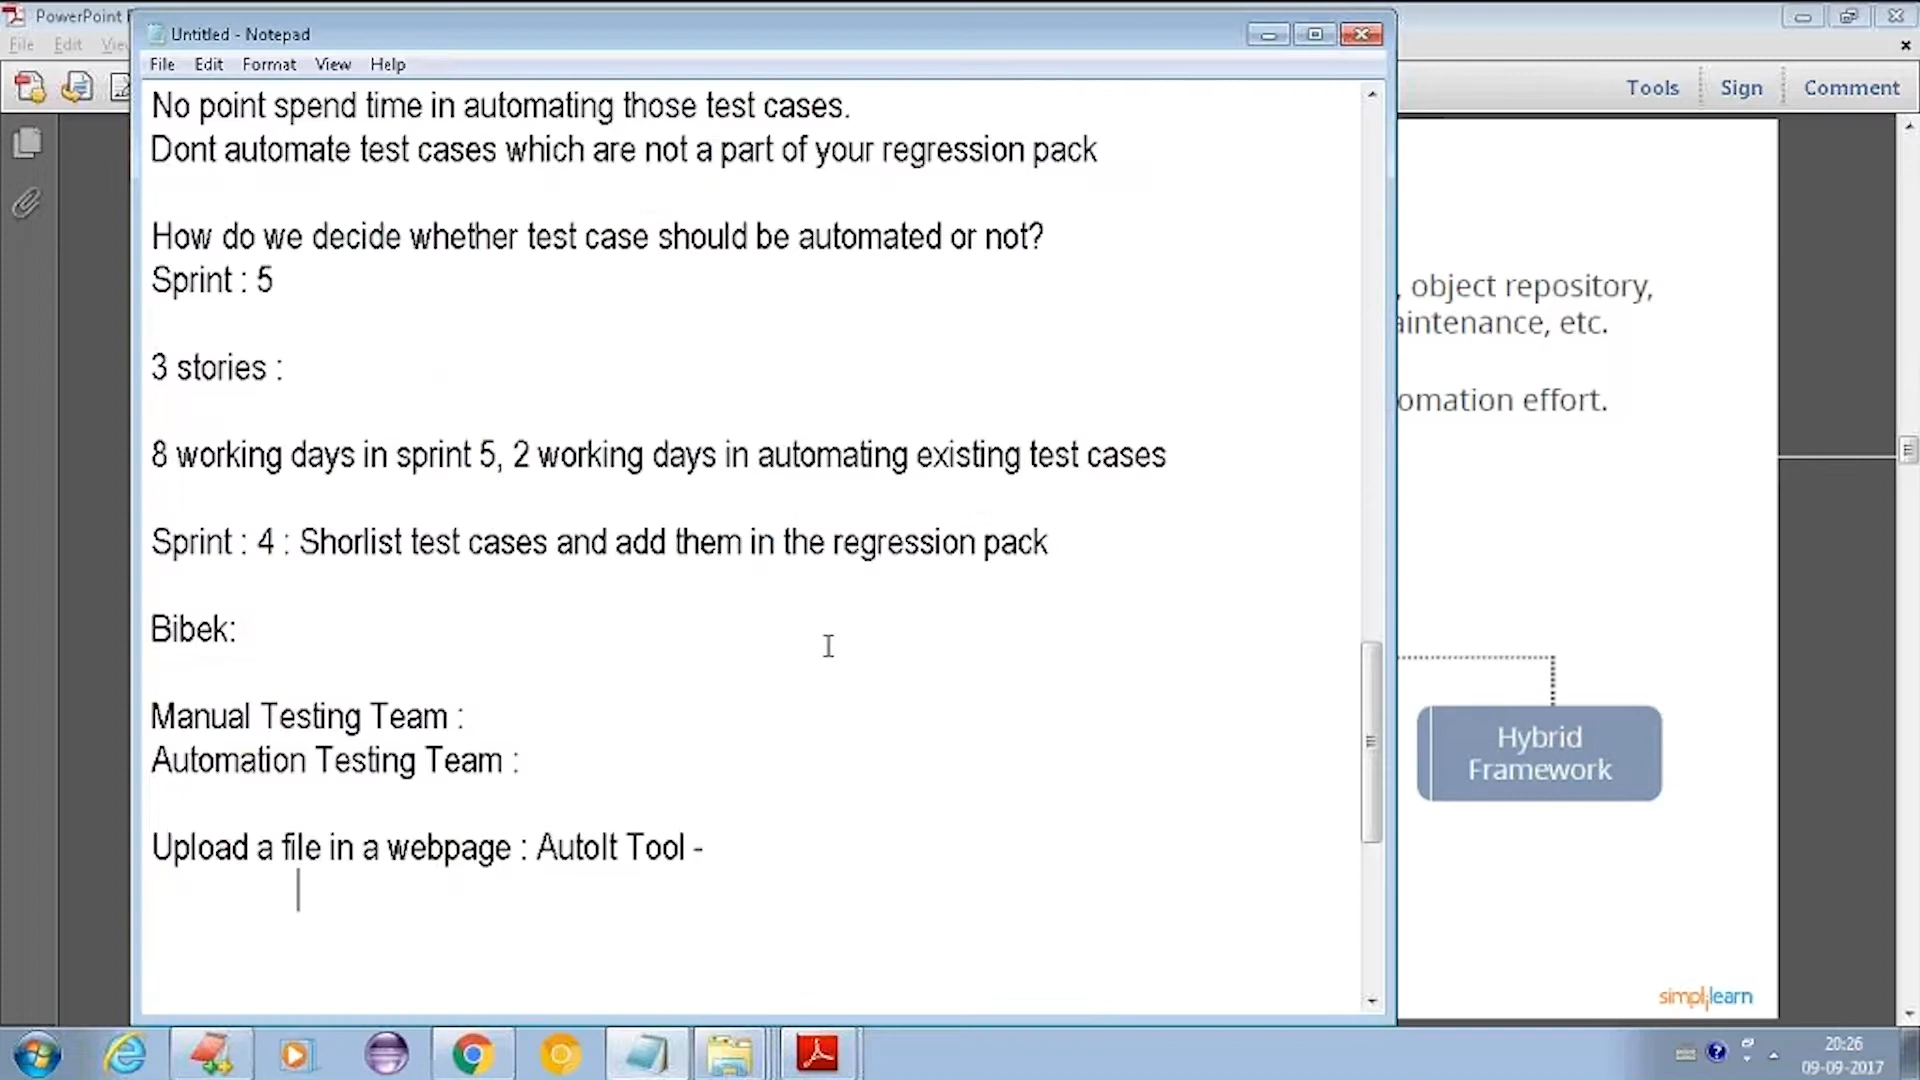 PowerPoint
File Edit View
Untitled - Notepad
File Edit Format View Help
Tools Sign Comment
No point spend time in automating those test cases.
Dont automate test cases which are not a part of your regression pack
How do we decide whether test case should be automated or not?
Sprint : 5
3 stories :
8 working days in sprint 5, 2 working days in automating existing test cases
Sprint : 4 : Shorlist test cases and add them in the regression pack
Bibek:
Manual Testing Team :
Automation Testing Team :
Upload a file in a webpage : AutoIt Tool -
, object repository,
aintenance, etc.
omation effort.
Hybrid
Framework
simplilearn
20:26
09-09-2017